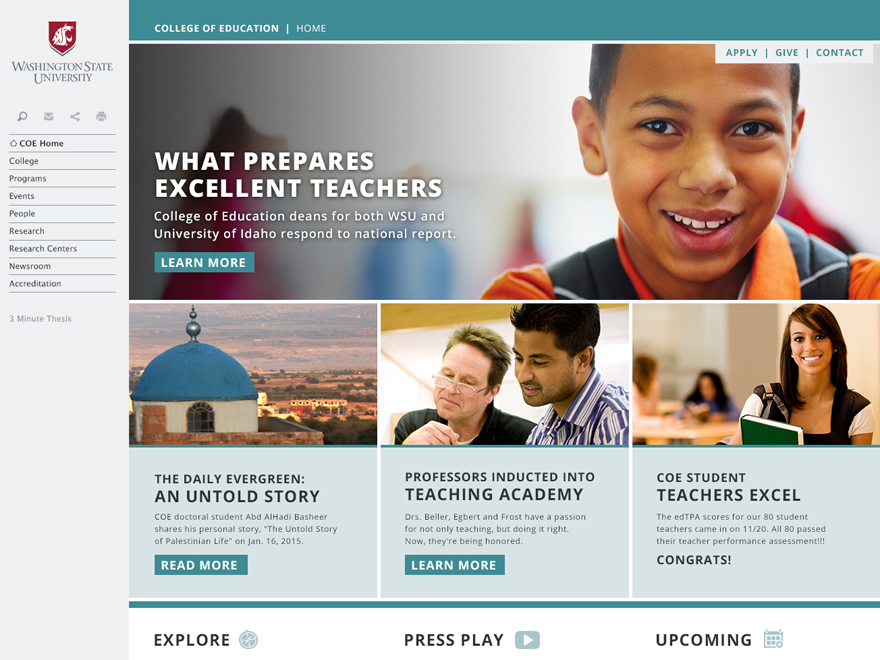 WASHINGTON STATE
UNIVERSITY
COE Home
College
Programs
Events
People
Research
Research Centers
Newsroom
Accreditation
3 Minute Thesis
COLLEGE OF EDUCATION | HOME
APPLY | GIVE | CONTACT
WHAT PREPARES
EXCELLENT TEACHERS
College of Education deans for both WSU and
University of Idaho respond to national report.
LEARN MORE
THE DAILY EVERGREEN:
AN UNTOLD STORY
COE doctoral student Abd AlHadi Basheer
shares his personal story, "The Untold Story
of Palestinian Life" on Jan. 16, 2015.
READ MORE
PROFESSORS INDUCTED INTO
TEACHING ACADEMY
Drs. Beller, Egbert and Frost have a passion
for not only teaching, but doing it right.
Now, they're being honored.
LEARN MORE
COE STUDENT
TEACHERS EXCEL
The edTPA scores for our 80 student
teachers came in on 11/20. All 80 passed
their teacher performance assessment!!!
CONGRATS!
EXPLORE
PRESS PLAY
UPCOMING